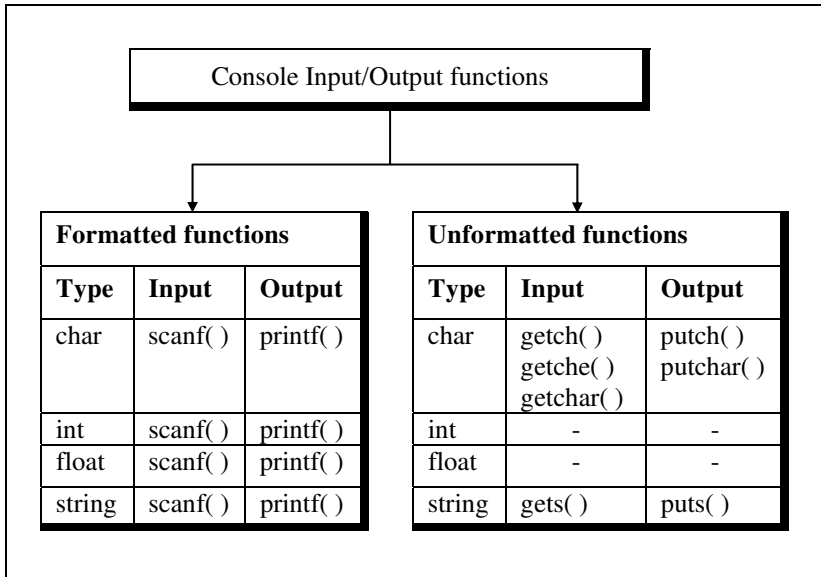 Console Input/Output functions
Formatted functions
Type Input Output
char scanf( ) printf( )
int scanf( ) printf( )
float scanf( ) printf( )
string scanf( ) printf( )
Unformatted functions
Type Input Output
char getch( ) putch( )
getche( ) putchar( )
getchar( )
int - -
float - -
string gets( ) puts( )